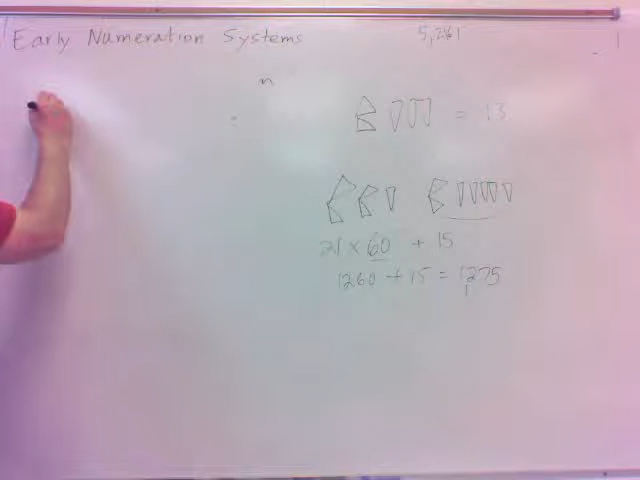 Early Numeration Systems
5,261
n
= 13
21 × 60 + 15
1260 + 15 = 1275